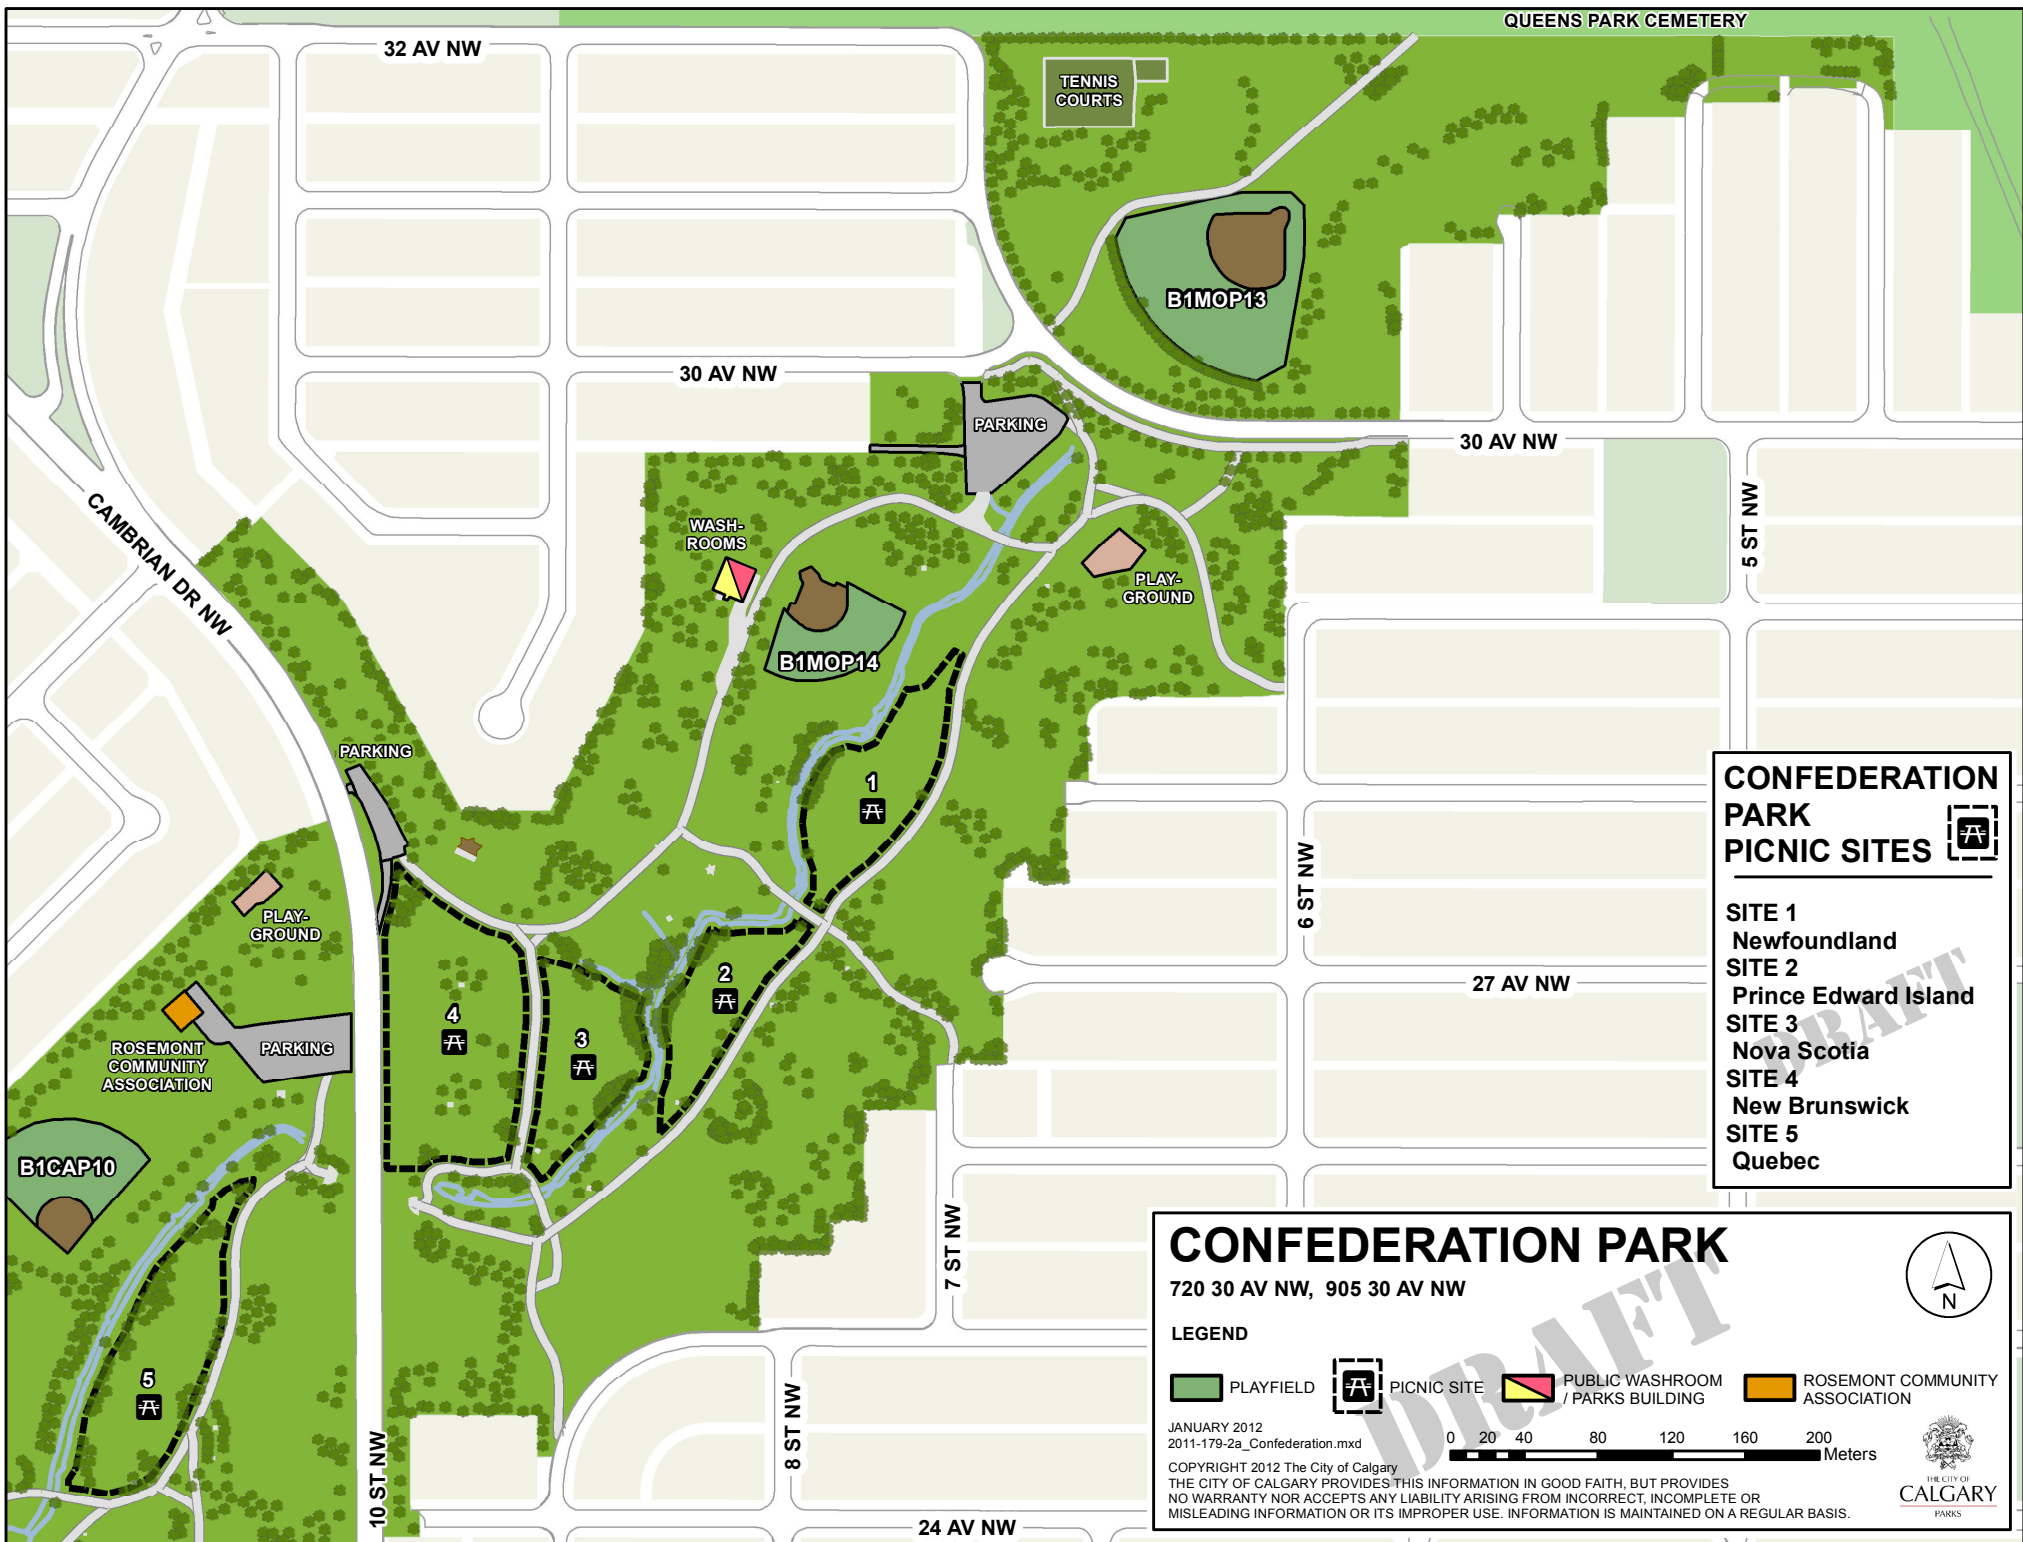 QUEENS PARK CEMETERY
32 AV NW
TENNIS
COURTS
B1MOP13
30 AV NW
PARKING
30 AV NW
CAMBRIAN DR NW
WASH-
ROOMS
5 ST NW
PLAY-
GROUND
B1MOP14
PARKING
1
6 ST NW
PLAY-
GROUND
2
27 AV NW
4
3
ROSEMONT
COMMUNITY
ASSOCIATION
PARKING
B1CAP10
7 ST NW
5
10 ST NW
8 ST NW
24 AV NW
CONFEDERATION
PARK
PICNIC SITES
SITE 1
Newfoundland
SITE 2
Prince Edward Island
SITE 3
Nova Scotia
SITE 4
New Brunswick
SITE 5
Quebec
DRAFT
CONFEDERATION PARK
720 30 AV NW, 905 30 AV NW
N
LEGEND
PLAYFIELD
PICNIC SITE
PUBLIC WASHROOM
/ PARKS BUILDING
ROSEMONT COMMUNITY
ASSOCIATION
DRAFT
JANUARY 2012
2011-179-2a_Confederation.mxd
0 20 40 80 120 160 200
Meters
COPYRIGHT 2012 The City of Calgary
THE CITY OF CALGARY PROVIDES THIS INFORMATION IN GOOD FAITH, BUT PROVIDES
NO WARRANTY NOR ACCEPTS ANY LIABILITY ARISING FROM INCORRECT, INCOMPLETE OR
MISLEADING INFORMATION OR ITS IMPROPER USE. INFORMATION IS MAINTAINED ON A REGULAR BASIS.
THE CITY OF
CALGARY
PARKS